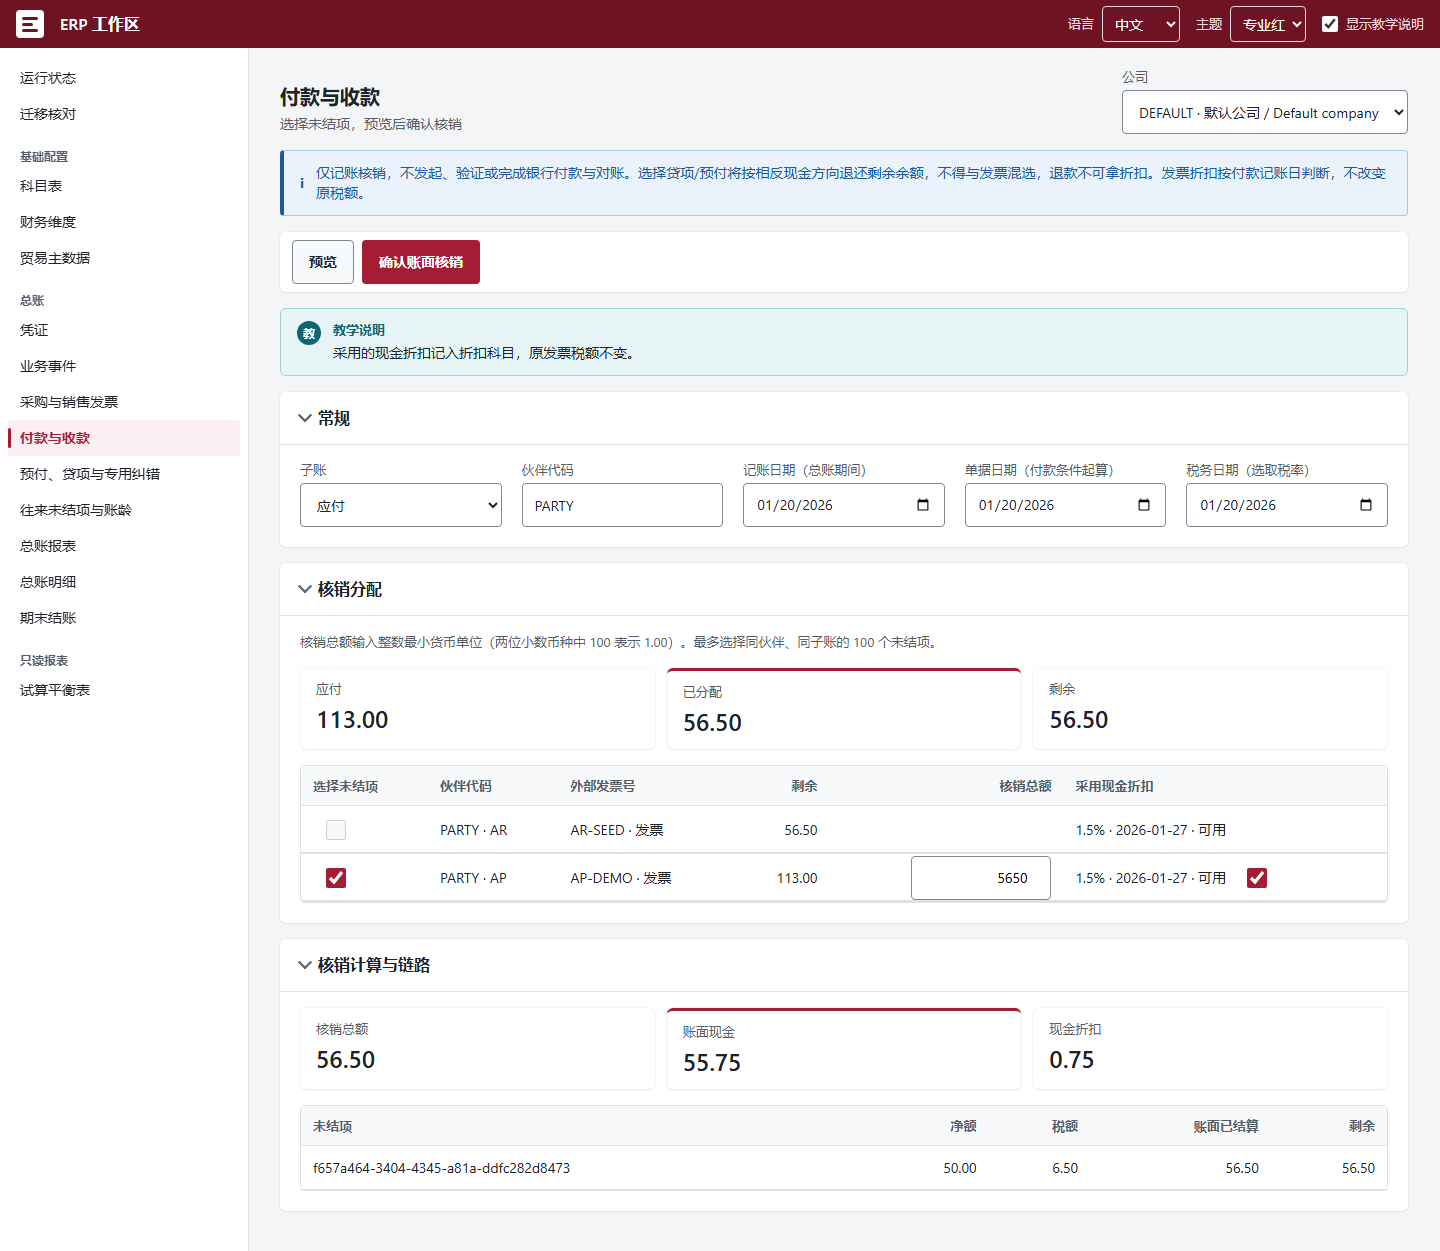 ERP 工作区
语言 中文 主题 专业红 显示教学说明
运行状态
迁移核对
基础配置
科目表
财务维度
贸易主数据
总账
凭证
业务事件
采购与销售发票
付款与收款
预付、贷项与专用纠错
往来未结项与账龄
总账报表
总账明细
期末结账
只读报表
试算平衡表
付款与收款
选择未结项，预览后确认核销
公司
DEFAULT · 默认公司 / Default company
i
仅记账核销，不发起、验证或完成银行付款与对账。选择贷项/预付将按相反现金方向退还剩余余额，不得与发票混选，退款不可拿折扣。发票折扣按付款记账日判断，不改变
原税额。
预览 确认账面核销
教 教学说明
采用的现金折扣记入折扣科目，原发票税额不变。
常规
子账 伙伴代码 记账日期（总账期间） 单据日期（付款条件起算） 税务日期（选取税率）
应付 PARTY 01/20/2026 01/20/2026 01/20/2026
核销分配
核销总额输入整数最小货币单位（两位小数币种中 100 表示 1.00）。最多选择同伙伴、同子账的 100 个未结项。
应付 已分配 剩余
113.00 56.50 56.50
选择未结项 伙伴代码 外部发票号 剩余 核销总额 采用现金折扣
PARTY · AR AR-SEED · 发票 56.50 1.5% · 2026-01-27 · 可用
PARTY · AP AP-DEMO · 发票 113.00 5650 1.5% · 2026-01-27 · 可用
核销计算与链路
核销总额 账面现金 现金折扣
56.50 55.75 0.75
未结项 净额 税额 账面已结算 剩余
f657a464-3404-4345-a81a-ddfc282d8473 50.00 6.50 56.50 56.50